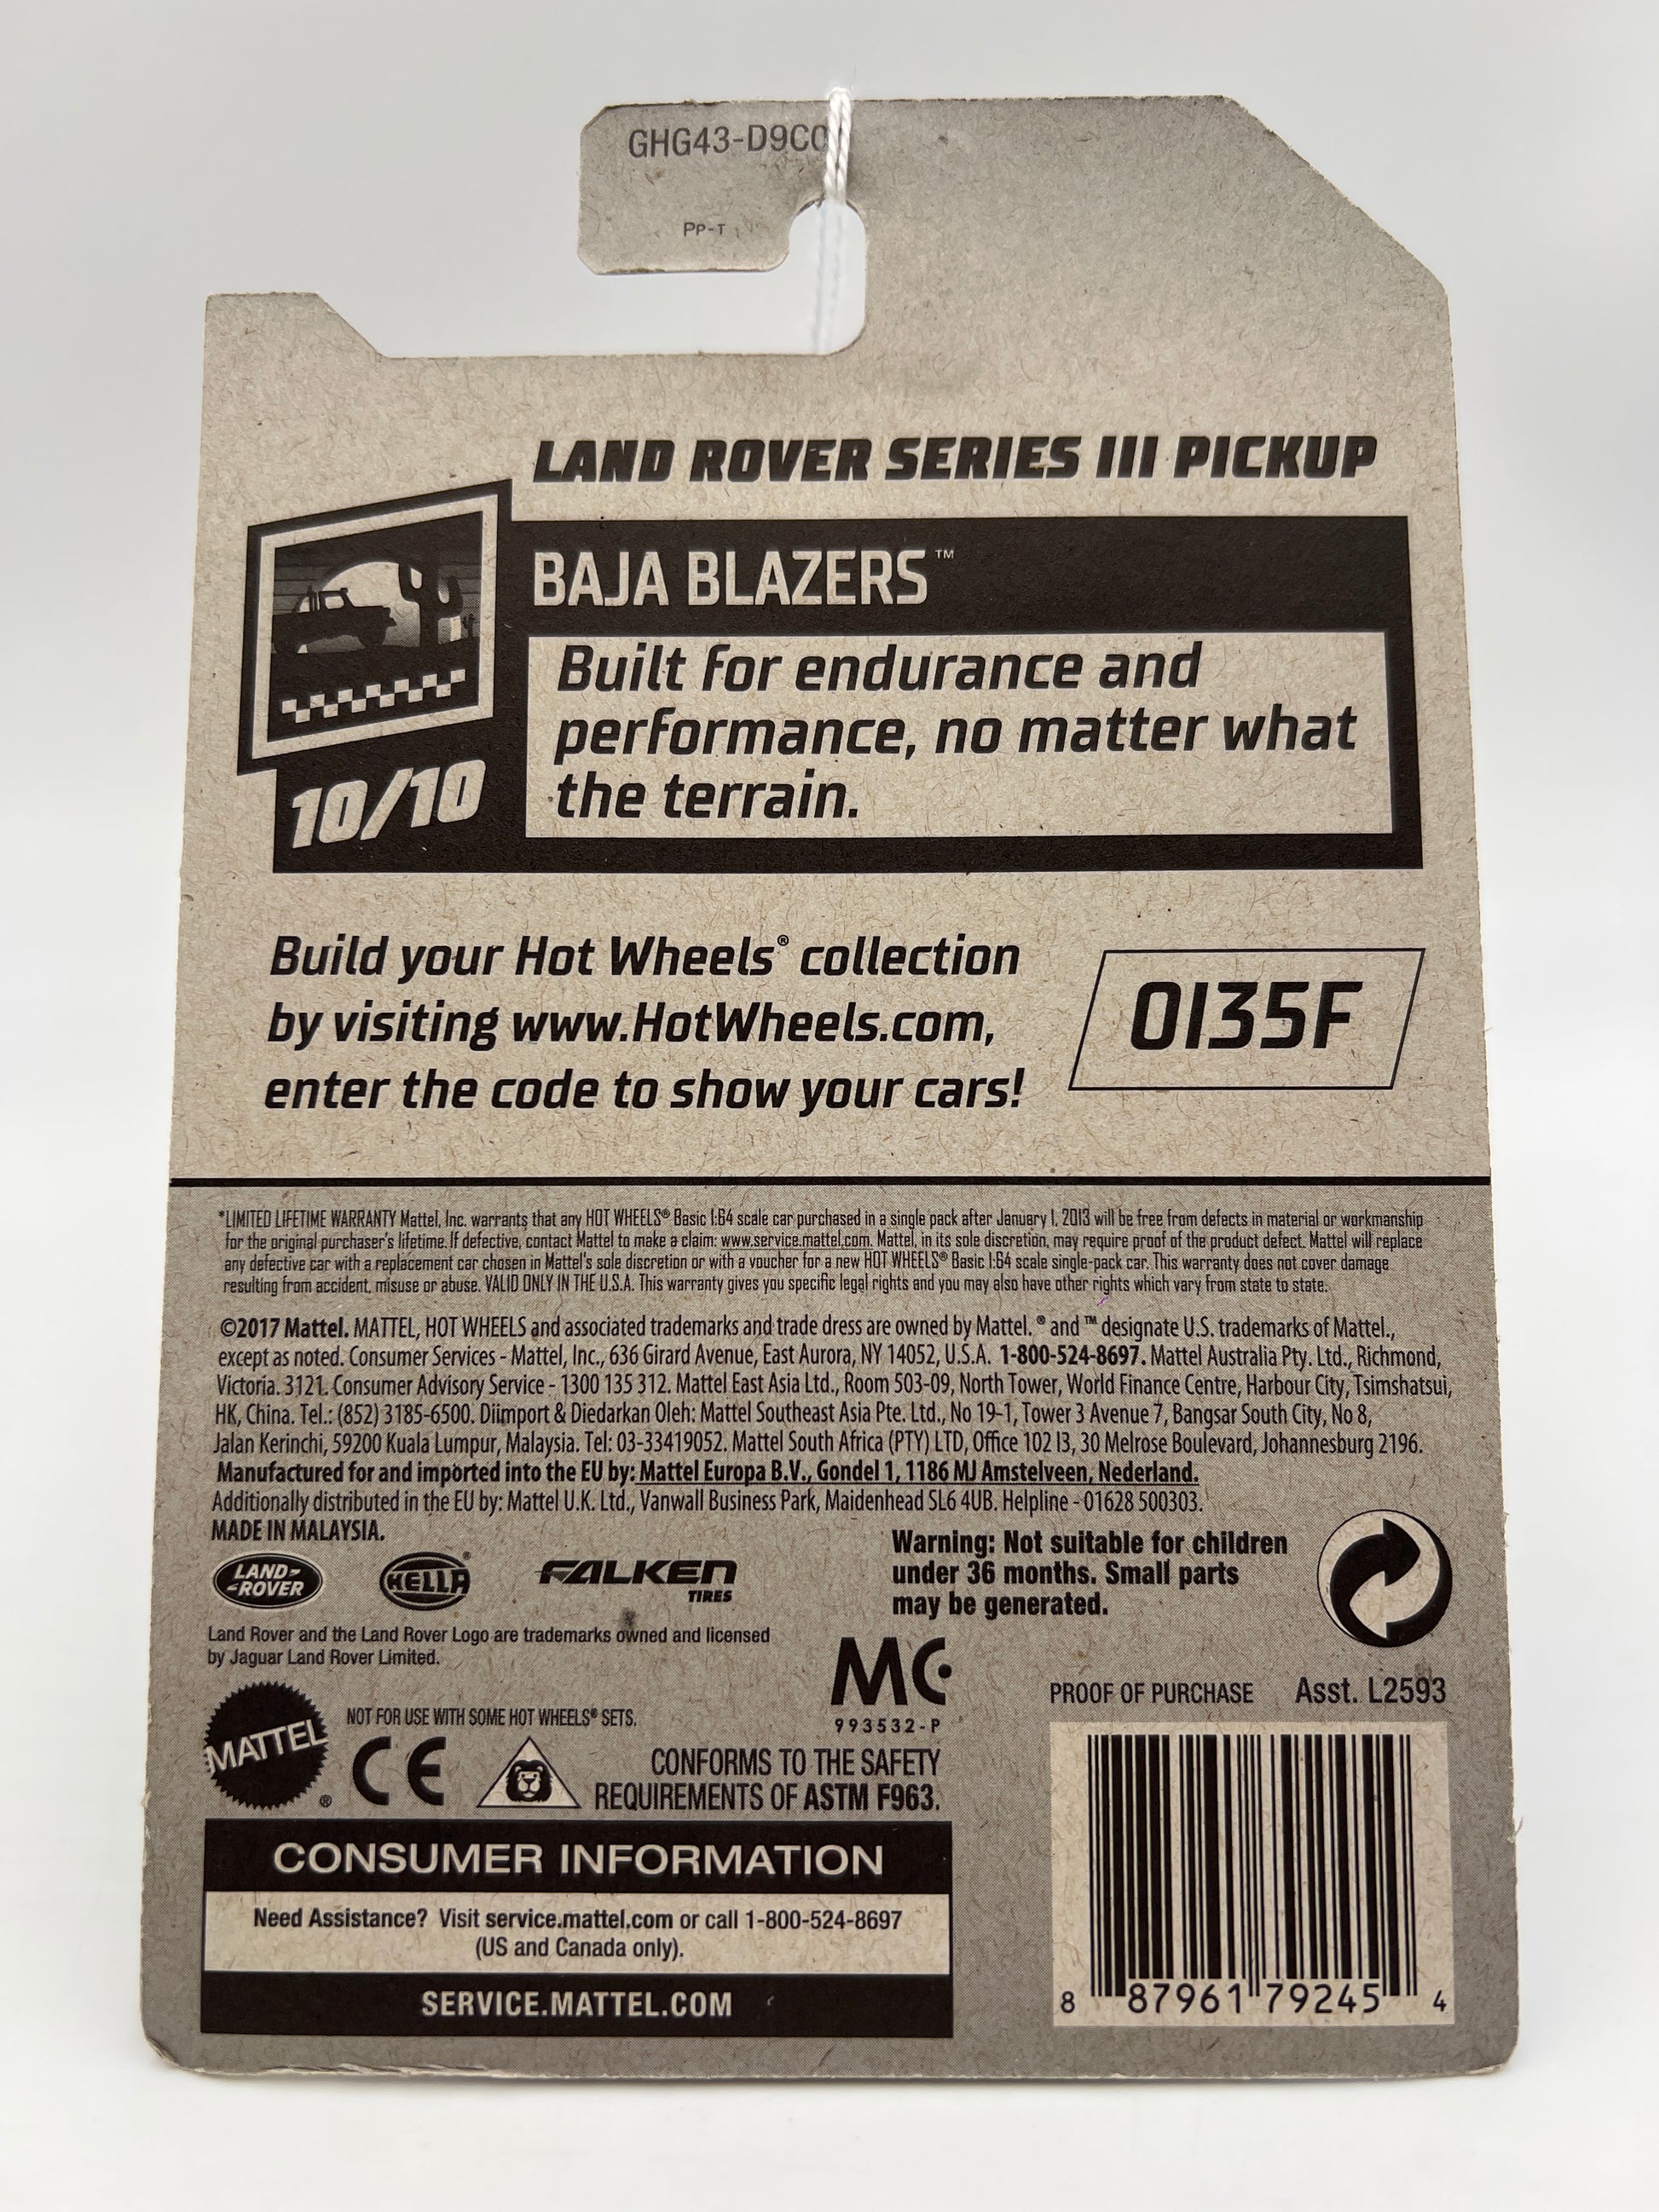 GHG43-D9C0
PP-T
LAND ROVER SERIES III PICKUP
BAJA BLAZERS™
Built for endurance and
performance, no matter what
the terrain.
10/10
Build your Hot Wheels® collection
by visiting www.HotWheels.com,
enter the code to show your cars!
0135F
*LIMITED LIFETIME WARRANTY Mattel, Inc. warrants that any HOT WHEELS® Basic 1:64 scale car purchased in a single pack after January 1, 2013 will be free from defects in material or workmanship
for the original purchaser's lifetime. If defective, contact Mattel to make a claim: www.service.mattel.com. Mattel, in its sole discretion, may require proof of the product defect. Mattel will replace
any defective car with a replacement car chosen in Mattel's sole discretion or with a voucher for a new HOT WHEELS® Basic 1:64 scale single-pack car. This warranty does not cover damage
resulting from accident, misuse or abuse. VALID ONLY IN THE U.S.A. This warranty gives you specific legal rights and you may also have other rights which vary from state to state.
©2017 Mattel. MATTEL, HOT WHEELS and associated trademarks and trade dress are owned by Mattel. ® and ™ designate U.S. trademarks of Mattel.,
except as noted. Consumer Services - Mattel, Inc., 636 Girard Avenue, East Aurora, NY 14052, U.S.A. 1-800-524-8697. Mattel Australia Pty. Ltd., Richmond,
Victoria. 3121. Consumer Advisory Service - 1300 135 312. Mattel East Asia Ltd., Room 503-09, North Tower, World Finance Centre, Harbour City, Tsimshatsui,
HK, China. Tel.: (852) 3185-6500. Diimport & Diedarkan Oleh: Mattel Southeast Asia Pte. Ltd., No 19-1, Tower 3 Avenue 7, Bangsar South City, No 8,
Jalan Kerinchi, 59200 Kuala Lumpur, Malaysia. Tel: 03-33419052. Mattel South Africa (PTY) LTD, Office 102 I3, 30 Melrose Boulevard, Johannesburg 2196.
Manufactured for and imported into the EU by: Mattel Europa B.V., Gondel 1, 1186 MJ Amstelveen, Nederland.
Additionally distributed in the EU by: Mattel U.K. Ltd., Vanwall Business Park, Maidenhead SL6 4UB. Helpline - 01628 500303.
MADE IN MALAYSIA.
LAND-
-ROVER
HELLA®
FALKEN
TIRES
Warning: Not suitable for children
under 36 months. Small parts
may be generated.
Land Rover and the Land Rover Logo are trademarks owned and licensed
by Jaguar Land Rover Limited.
MC
993532-P
PROOF OF PURCHASE Asst. L2593
MATTEL®
NOT FOR USE WITH SOME HOT WHEELS® SETS.
CE
CONFORMS TO THE SAFETY
REQUIREMENTS OF ASTM F963.
CONSUMER INFORMATION
Need Assistance? Visit service.mattel.com or call 1-800-524-8697
(US and Canada only).
SERVICE.MATTEL.COM
8 87961 79245 4